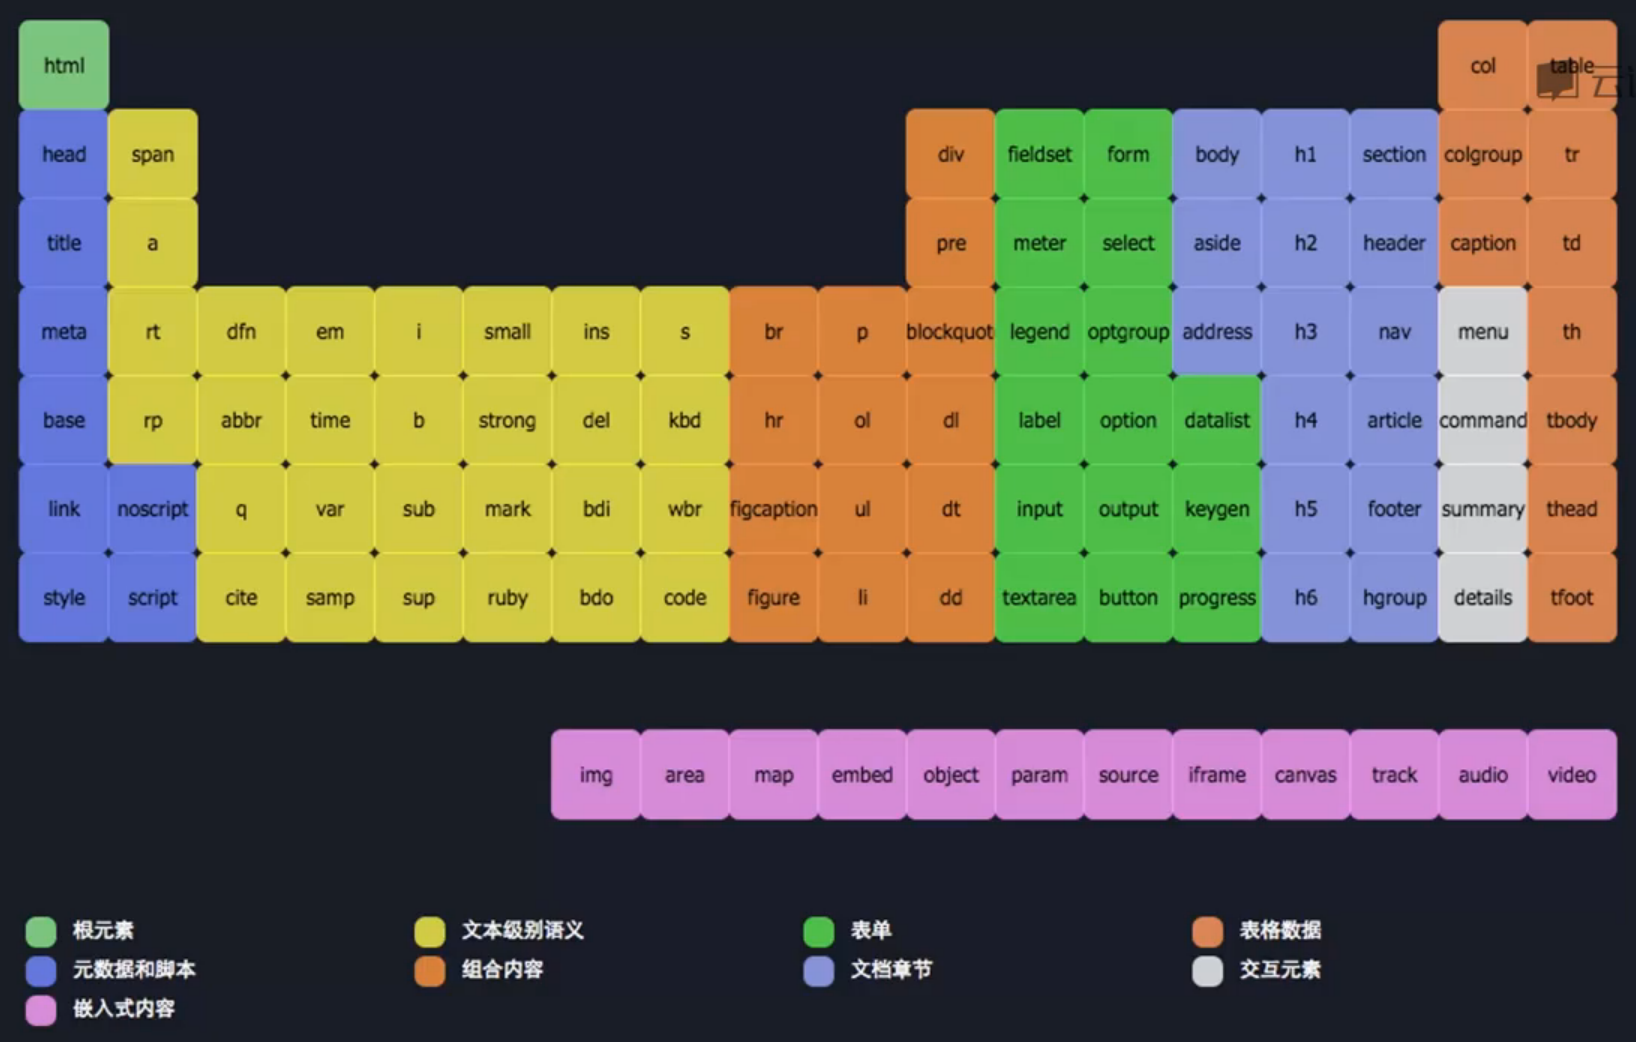 html col table
head span div fieldset form body h1 section colgroup tr
title a pre meter select aside h2 header caption td
meta rt dfn em i small ins s br p blockquot legend optgroup address h3 nav menu th
base rp abbr time b strong del kbd hr ol dl label option datalist h4 article command tbody
link noscript q var sub mark bdi wbr figcaption ul dt input output keygen h5 footer summary thead
style script cite samp sup ruby bdo code figure li dd textarea button progress h6 hgroup details tfoot
img area map embed object param source iframe canvas track audio video
根元素 文本级别语义 表单 表格数据
元数据和脚本 组合内容 文档章节 交互元素
嵌入式内容